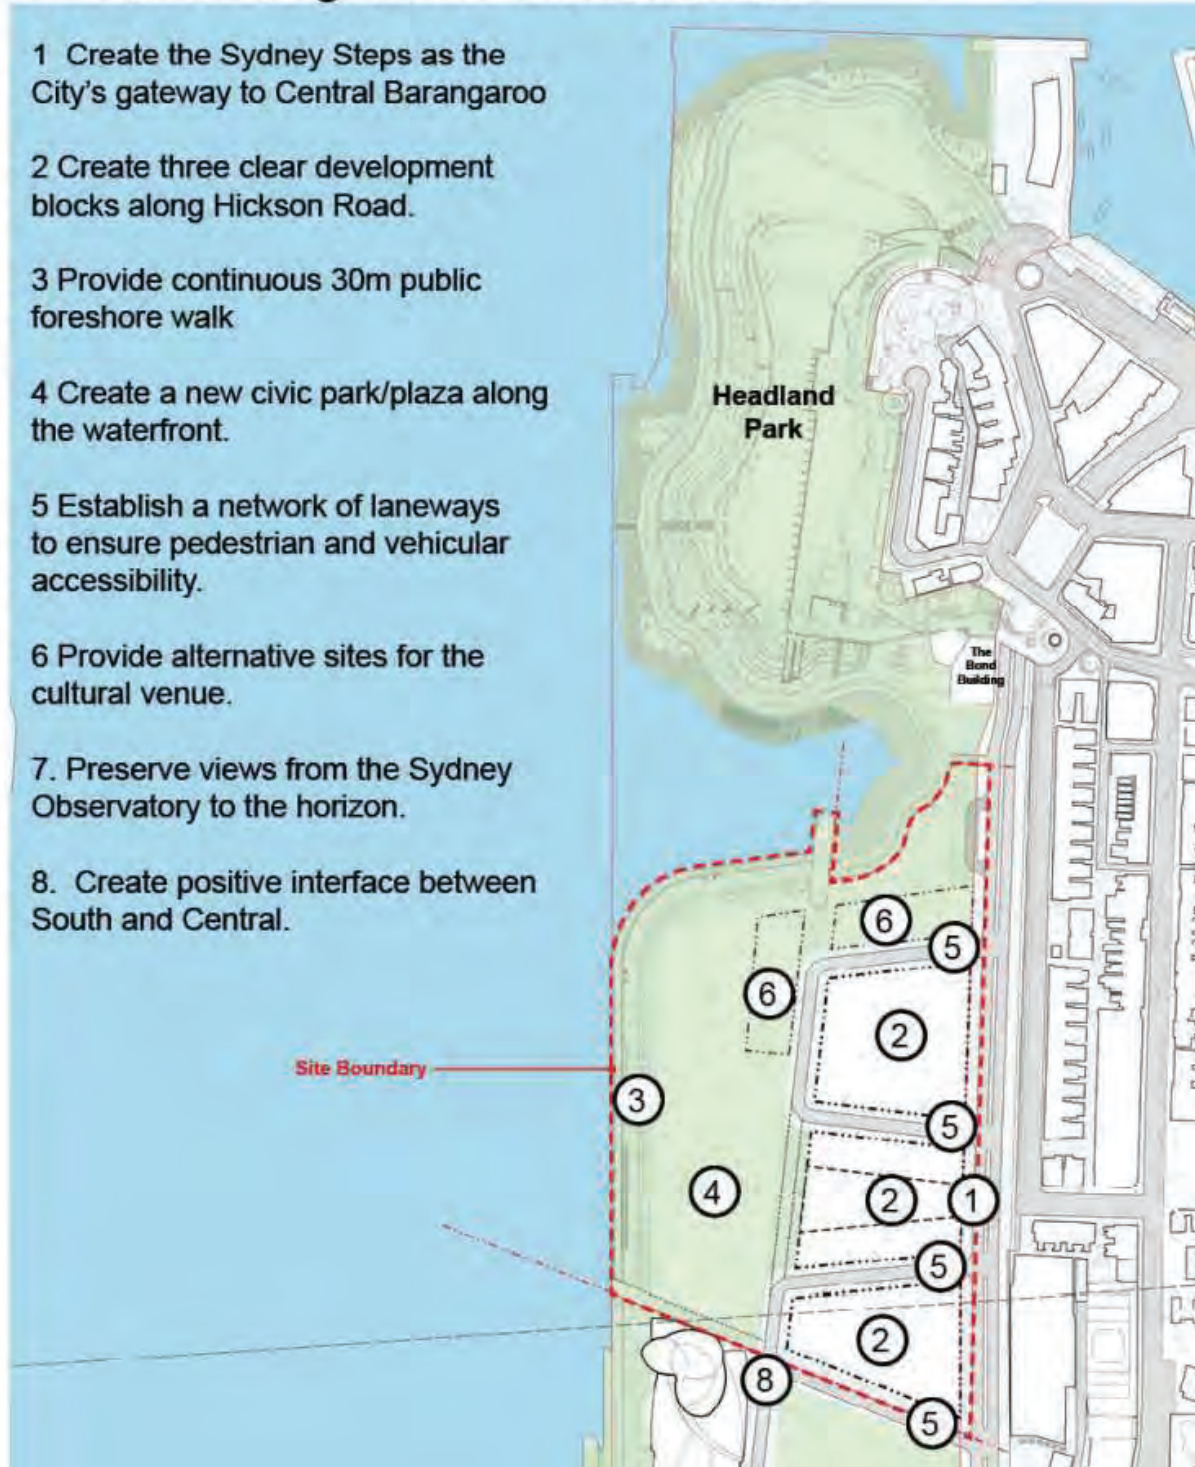 1 Create the Sydney Steps as the
City's gateway to Central Barangaroo
2 Create three clear development
blocks along Hickson Road.
3 Provide continuous 30m public
foreshore walk
4 Create a new civic park/plaza along
the waterfront.
5 Establish a network of laneways
to ensure pedestrian and vehicular
accessibility.
6 Provide alternative sites for the
cultural venue.
7. Preserve views from the Sydney
Observatory to the horizon.
8. Create positive interface between
South and Central.
Headland
Park
The
Bond
Building
6
5
6
2
Site Boundary
3
5
4
2
1
5
2
8
5